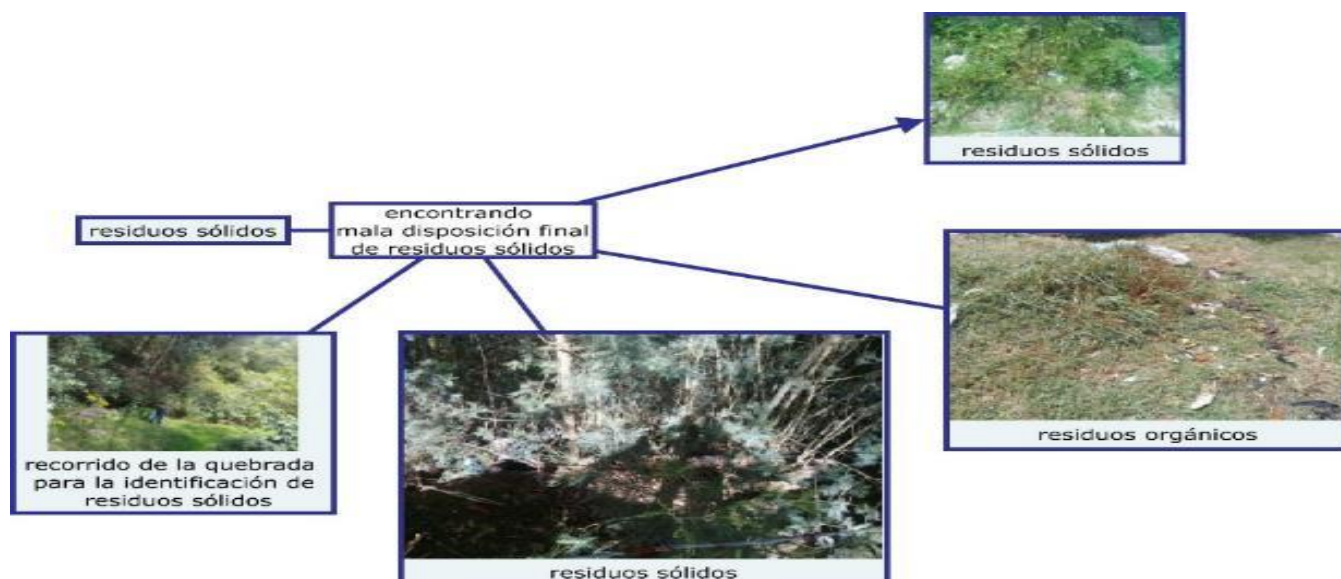 residuos sólidos
residuos sólidos
encontrando
mala disposición final
de residuos sólidos
recorrido de la quebrada
para la identificación de
residuos sólidos
residuos sólidos
residuos orgánicos